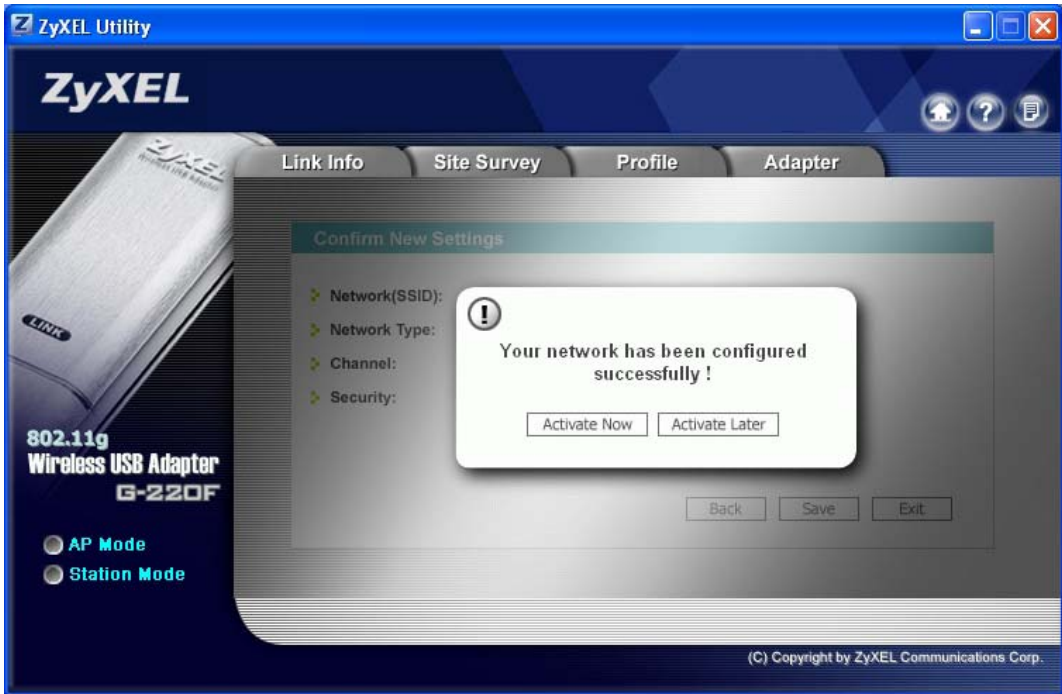 ZyXEL Utility
ZyXEL
ZyXEL
Link Info
Site Survey
Profile
Adapter
Confirm New Settings
Network(SSID):
Network Type:
Channel:
Security:
Your network has been configured
successfully !
Activate Now
Activate Later
Back
Save
Exit
LINK
802.11g
Wireless USB Adapter
G-220F
AP Mode
Station Mode
(C) Copyright by ZyXEL Communications Corp.